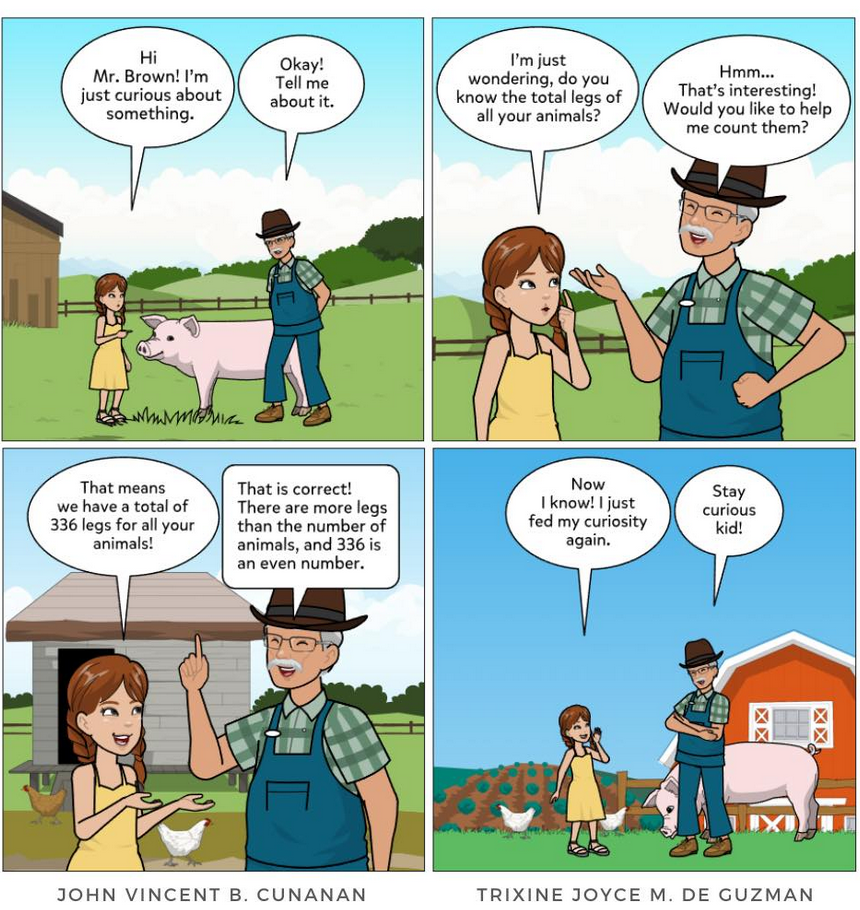 Hi
Mr. Brown! I'm
just curious about
something.
Okay!
Tell me
about it.
I'm just
wondering, do you
know the total legs of
all your animals?
Hmm...
That's interesting!
Would you like to help
me count them?
That means
we have a total of
336 legs for all your
animals!
That is correct!
There are more legs
than the number of
animals, and 336 is
an even number.
Now
I know! I just
fed my curiosity
again.
Stay
curious
kid!
JOHN VINCENT B. CUNANAN
TRIXINE JOYCE M. DE GUZMAN